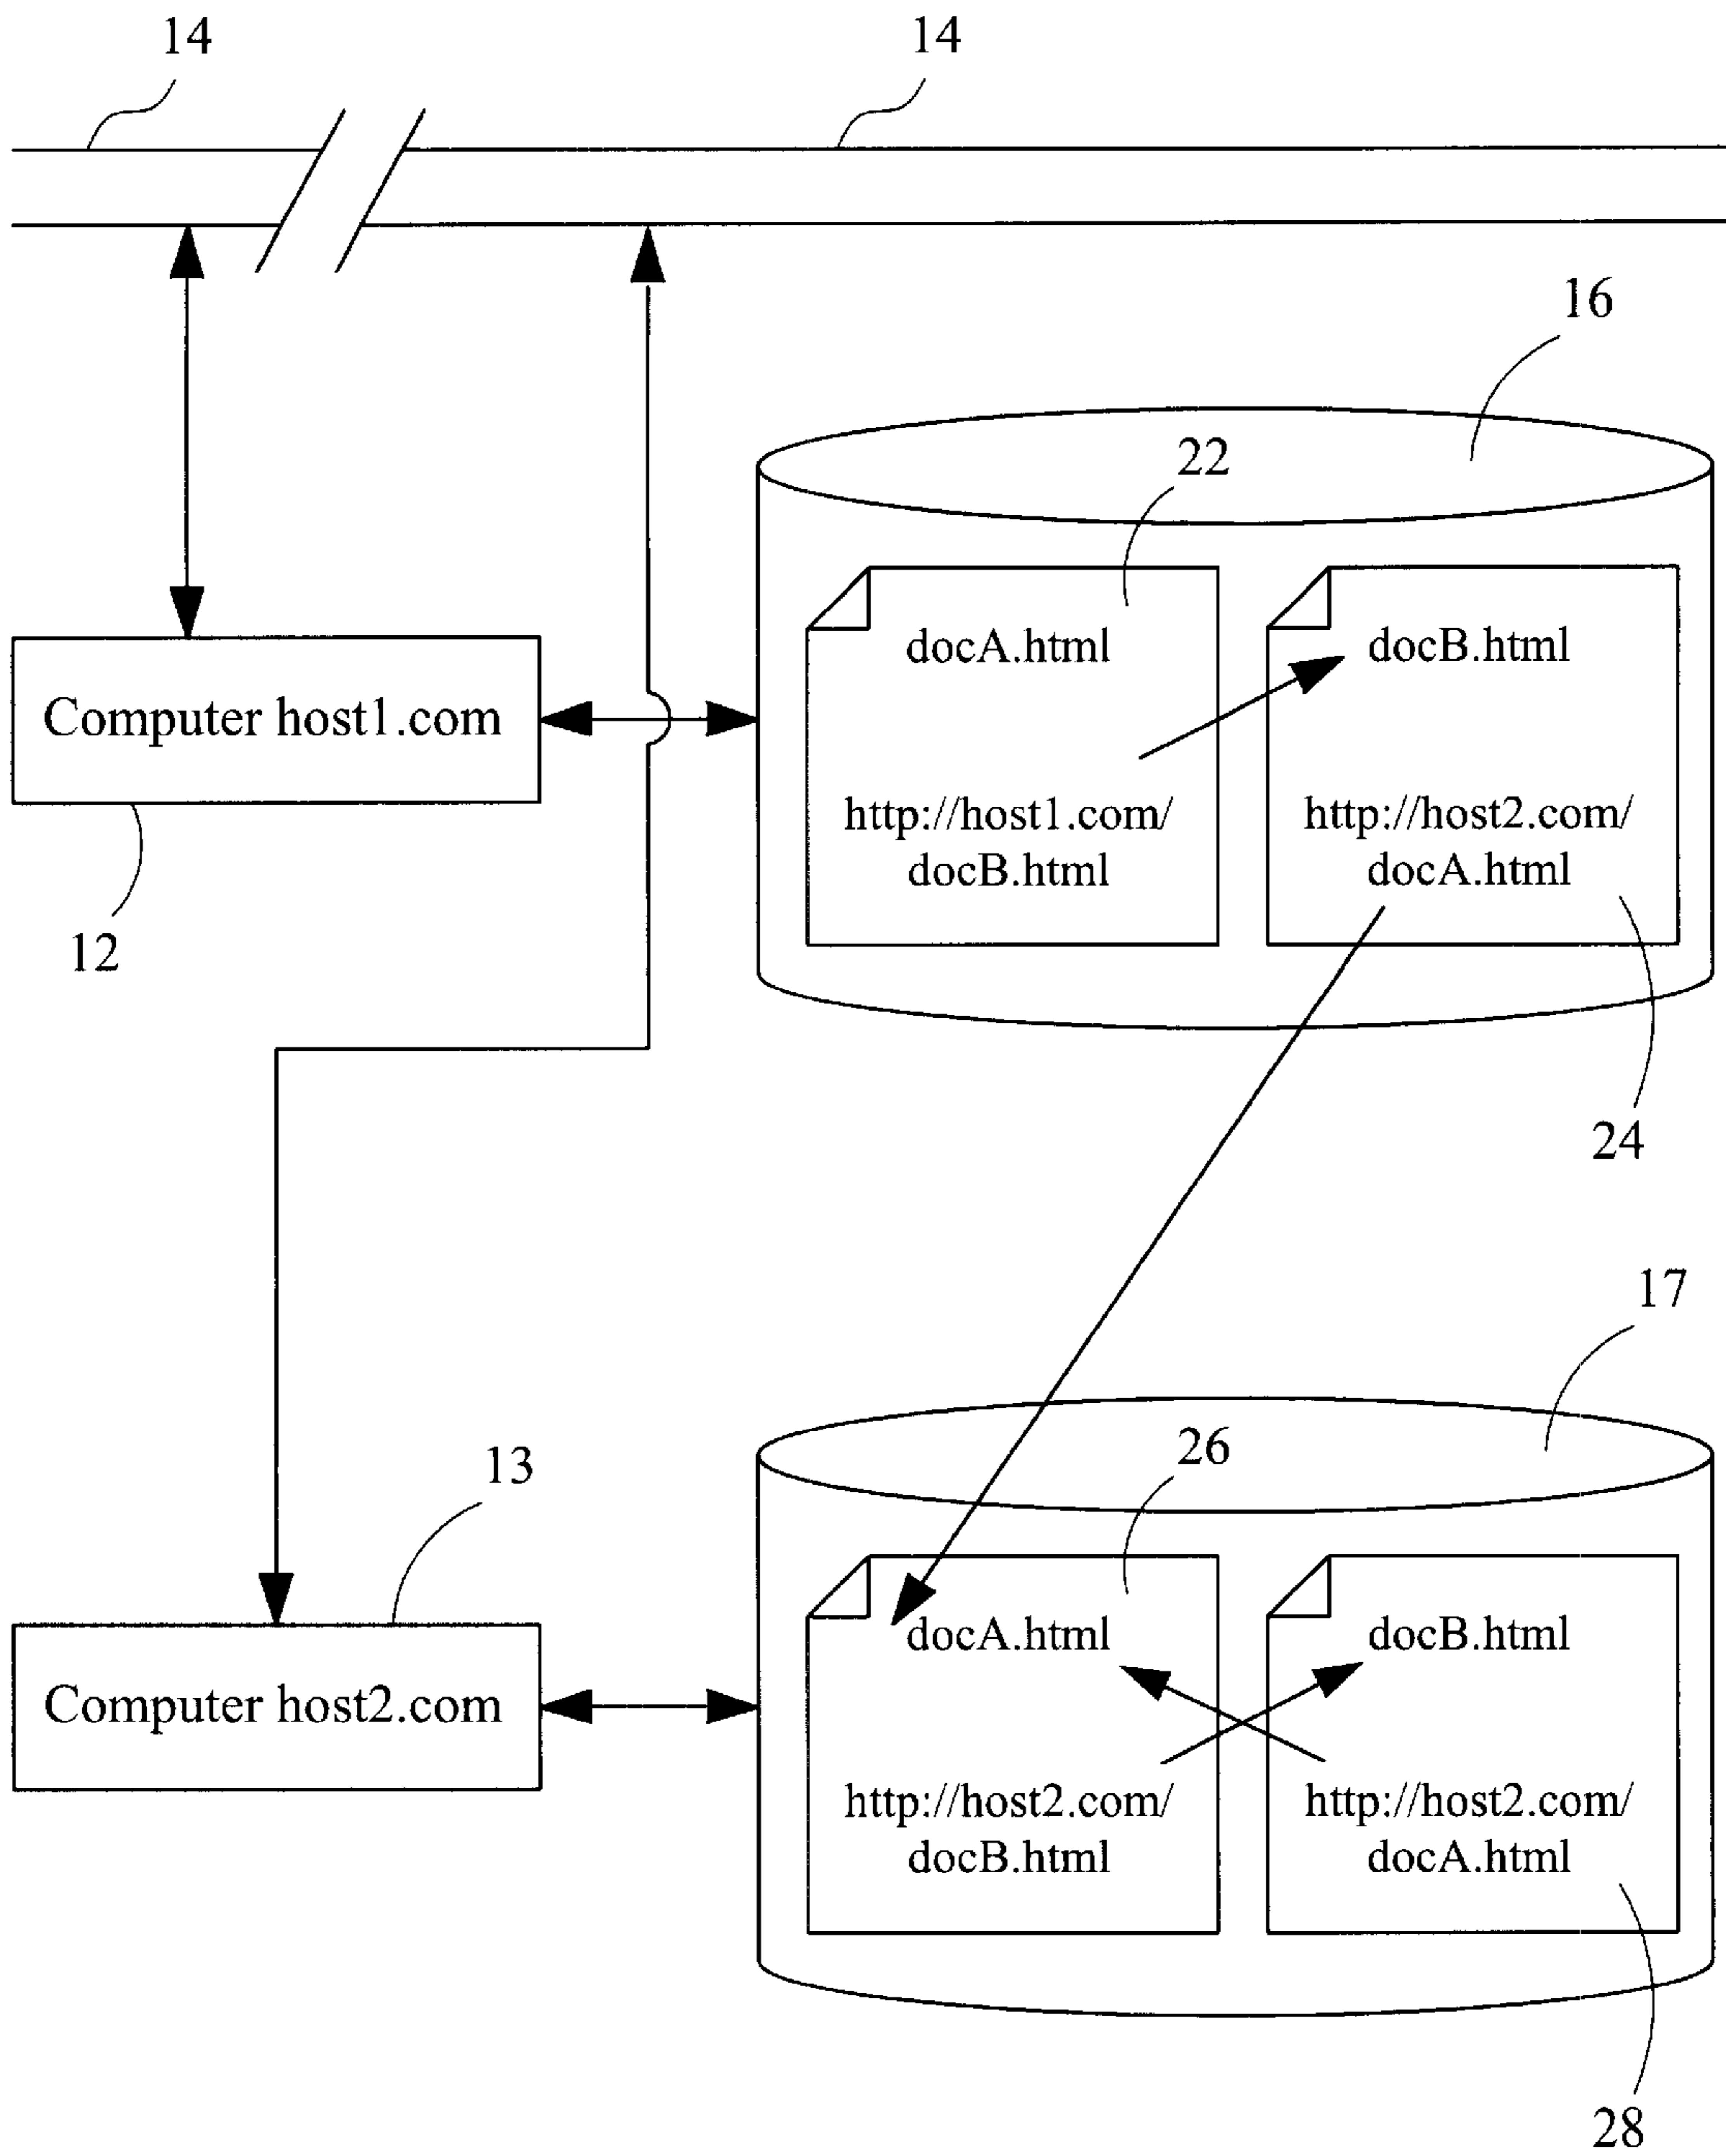 14
14
16
22
docA.html
docB.html
Computer host1.com
http://host1.com/
docB.html
http://host2.com/
docA.html
12
24
17
26
13
docA.html
docB.html
Computer host2.com
http://host2.com/
docB.html
http://host2.com/
docA.html
28